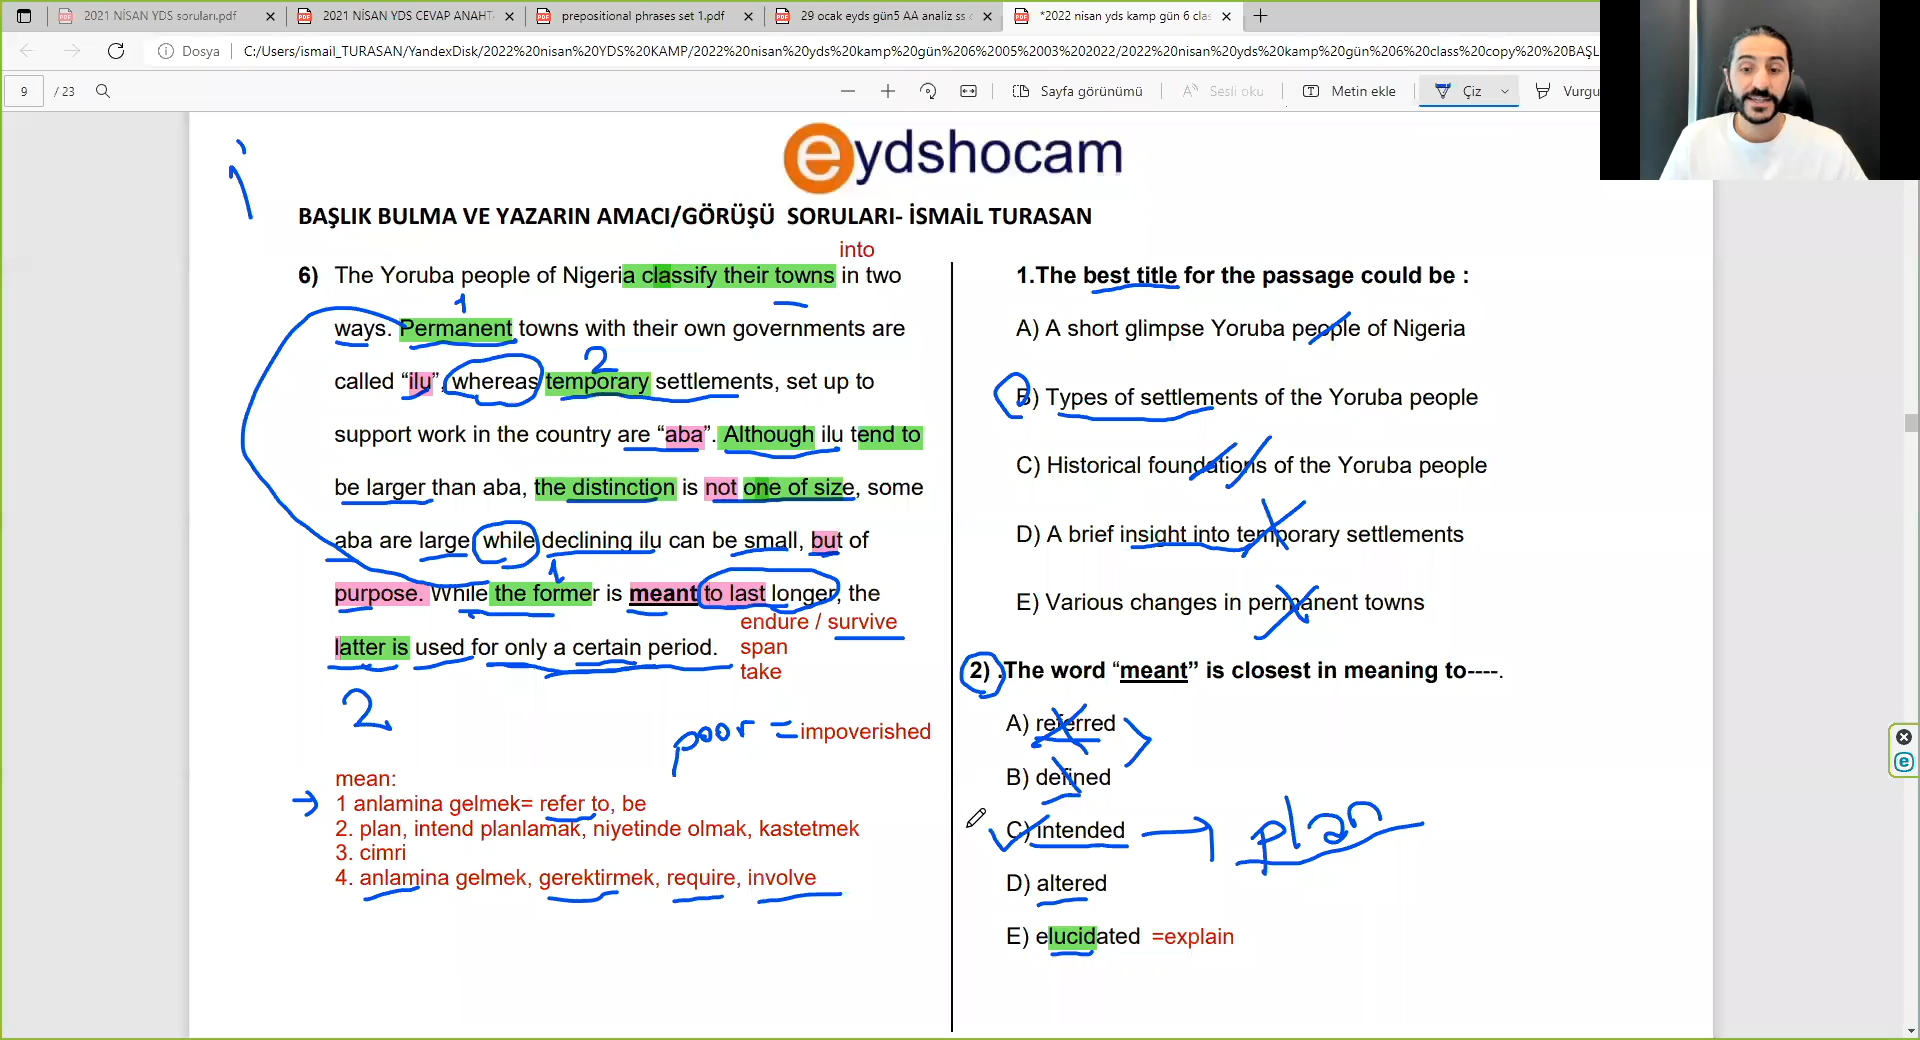 2021 NİSAN YDS soruları.pdf
2021 NİSAN YDS CEVAP ANAHT
prepositional phrases set 1.pdf
29 ocak eyds gün5 AA analiz ss c
*2022 nisan yds kamp gün 6 clas
Dosya
C:/Users/ismail_TURASAN/YandexDisk/2022%20nisan%20YDS%20KAMP/2022%20nisan%20yds%20kamp%20gün%206%2005%2003%202022/2022%20nisan%20yds%20kamp%20gün%206%20class%20copy%20%20BAŞL
9 / 23
Sayfa görünümü
Sesli oku
Metin ekle
Çiz
Vurgu
eydshocam
BAŞLIK BULMA VE YAZARIN AMACI/GÖRÜŞÜ SORULARI- İSMAİL TURASAN
into
6) The Yoruba people of Nigeria classify their towns in two
1
ways. Permanent towns with their own governments are
2
called “ilu”, whereas temporary settlements, set up to
support work in the country are “aba”. Although ilu tend to
be larger than aba, the distinction is not one of size, some
aba are large while declining ilu can be small, but of
1
purpose. While the former is meant to last longer, the
endure / survive
latter is used for only a certain period.
span
take
2
poor = impoverished
mean:
→ 1 anlamina gelmek= refer to, be
2. plan, intend planlamak, niyetinde olmak, kastetmek
3. cimri
4. anlamina gelmek, gerektirmek, require, involve
1.The best title for the passage could be :
A) A short glimpse Yoruba people of Nigeria
B) Types of settlements of the Yoruba people
C) Historical foundations of the Yoruba people
D) A brief insight into temporary settlements
E) Various changes in permanent towns
2) .The word “meant” is closest in meaning to----.
A) referred
B) defined
C) intended → plan
D) altered
E) elucidated =explain